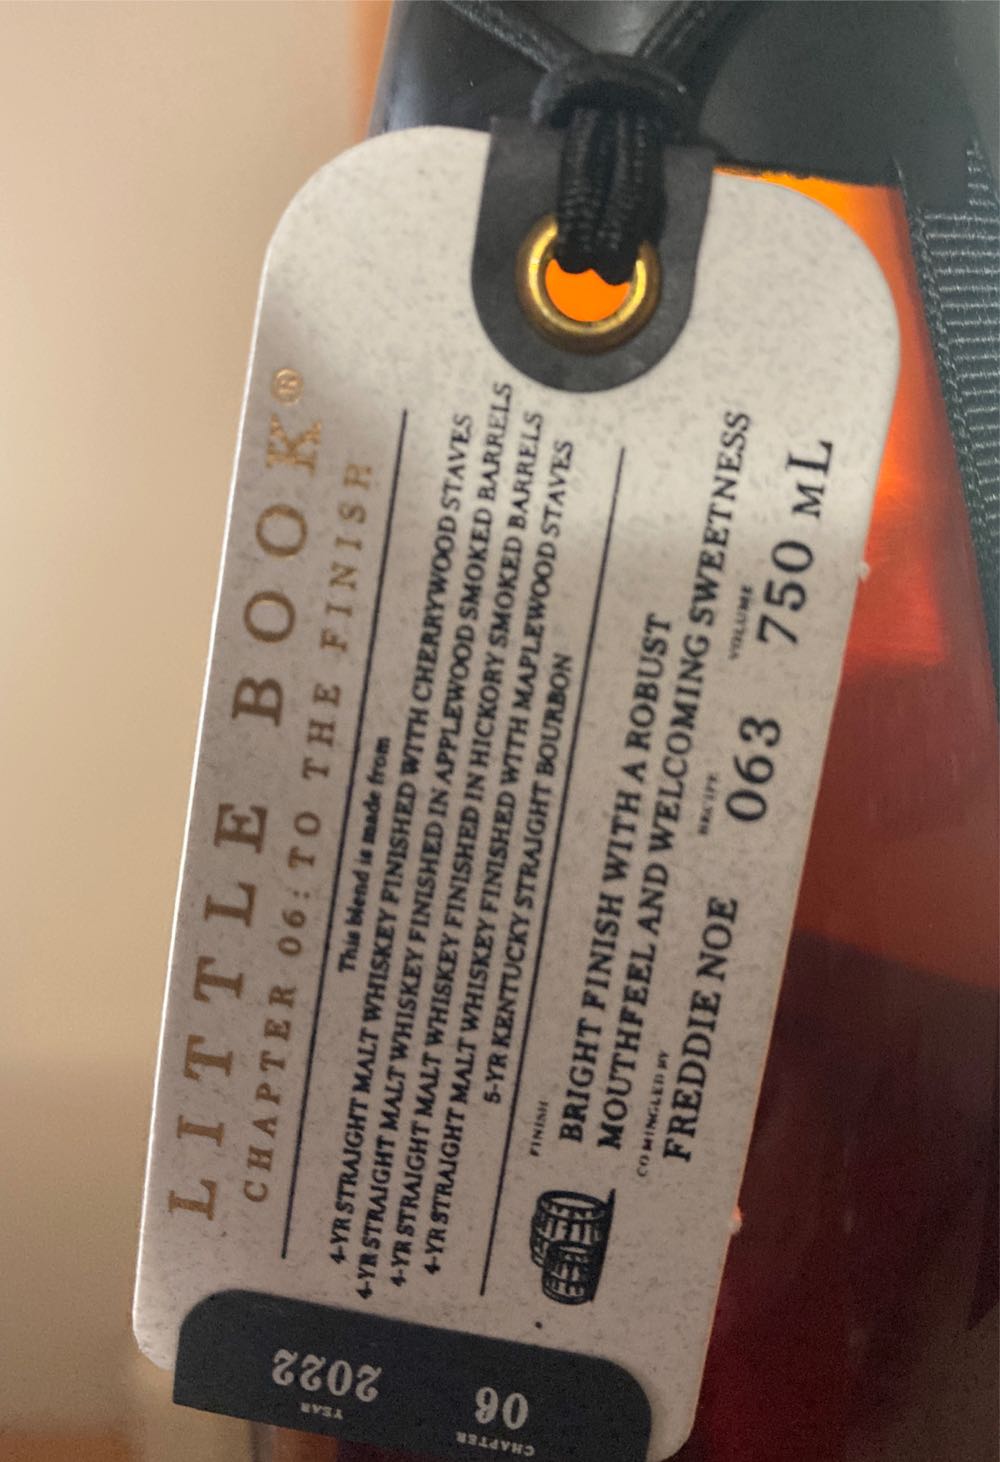 LITTLE BOOK®
CHAPTER 06: TO THE FINISH
This blend is made from
4-YR STRAIGHT MALT WHISKEY FINISHED WITH CHERRYWOOD STAVES
4-YR STRAIGHT MALT WHISKEY FINISHED IN APPLEWOOD SMOKED BARRELS
4-YR STRAIGHT MALT WHISKEY FINISHED IN HICKORY SMOKED BARRELS
4-YR STRAIGHT MALT WHISKEY FINISHED WITH MAPLEWOOD STAVES
5-YR KENTUCKY STRAIGHT BOURBON
FINISH
BRIGHT FINISH WITH A ROBUST
MOUTHFEEL AND WELCOMING SWEETNESS
COMINGLED BY RECIPE VOLUME
FREDDIE NOE 063 750 ML
CHAPTER YEAR
06 2022